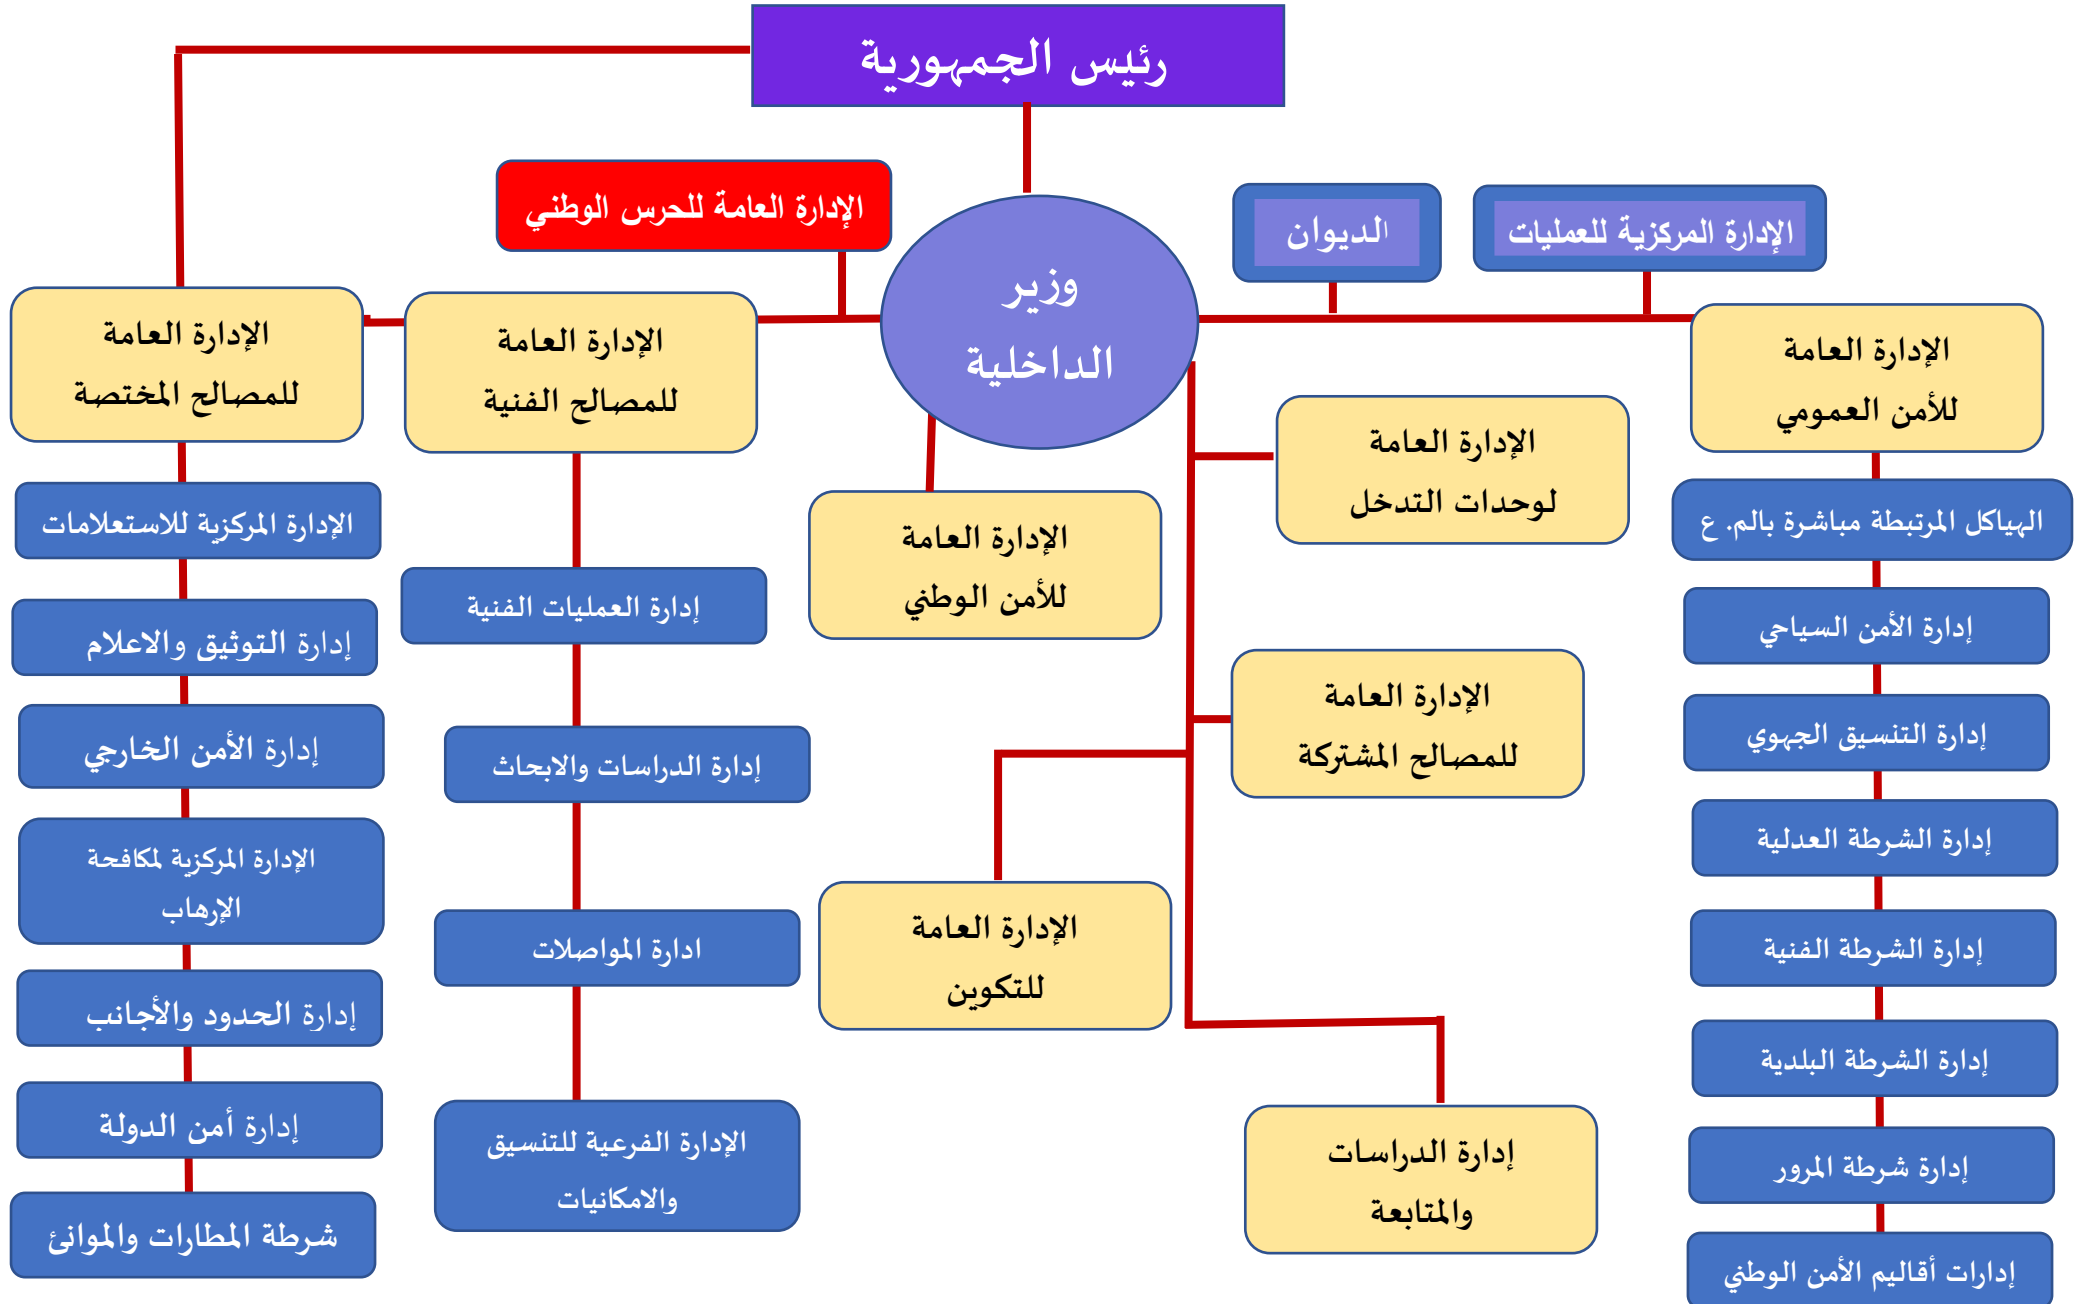 رئيس الجمهورية
الإدارة المركزية للعمليات
الديوان
الإدارة العامة للحرس الوطني
وزير
الداخلية
الإدارة العامة
للأمن العمومي
الهياكل المرتبطة مباشرة بالم. ع
إدارة الأمن السياحي
إدارة التنسيق الجهوي
إدارة الشرطة العدلية
إدارة الشرطة الفنية
إدارة الشرطة البلدية
إدارة شرطة المرور
إدارات أقاليم الأمن الوطني
الإدارة العامة
لوحدات التدخل
الإدارة العامة
للمصالح المشتركة
إدارة الدراسات
والمتابعة
الإدارة العامة
للأمن الوطني
الإدارة العامة
للتكوين
الإدارة العامة
للمصالح الفنية
إدارة العمليات الفنية
إدارة الدراسات والابحاث
ادارة المواصلات
الإدارة الفرعية للتنسيق
والامكانيات
الإدارة العامة
للمصالح المختصة
الإدارة المركزية للاستعلامات
إدارة التوثيق والاعلام
إدارة الأمن الخارجي
الإدارة المركزية لمكافحة
الإرهاب
إدارة الحدود والأجانب
إدارة أمن الدولة
شرطة المطارات والموانئ